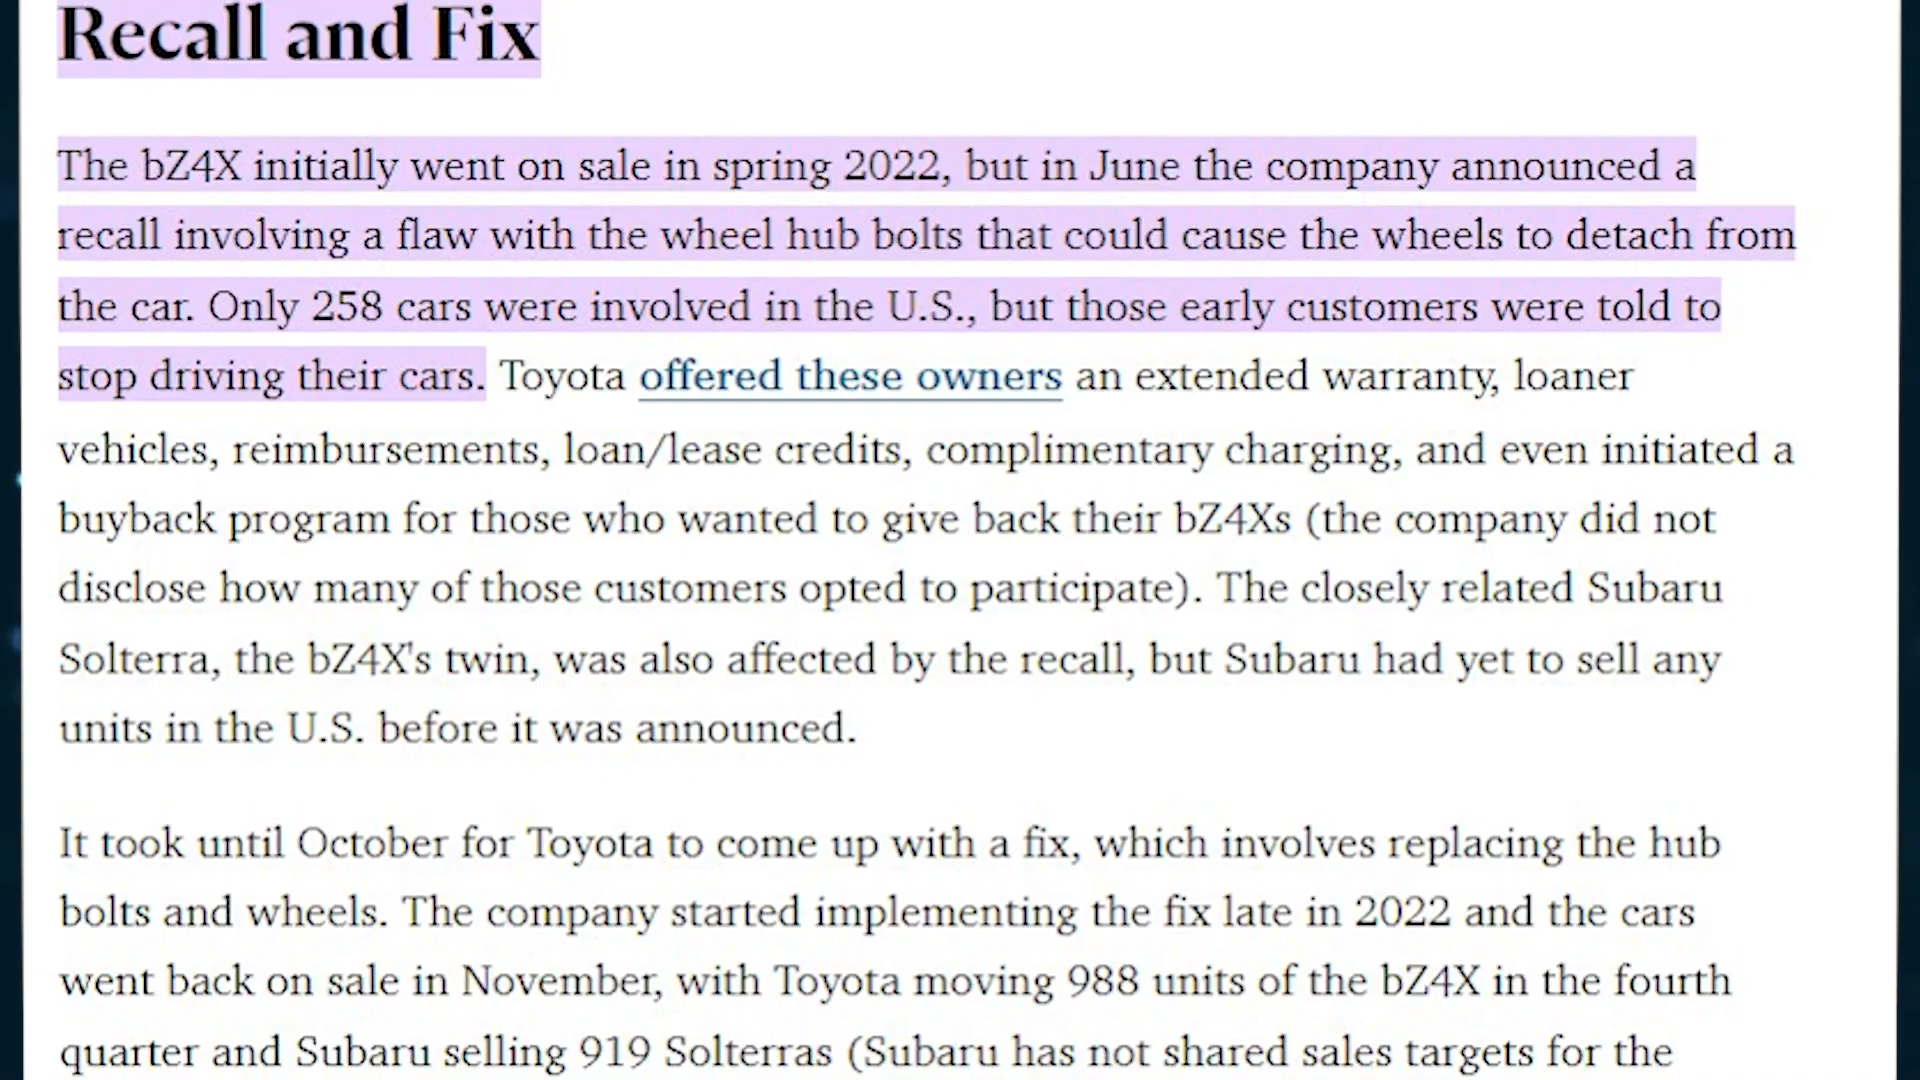 Recall and Fix
The bZ4X initially went on sale in spring 2022, but in June the company announced a
recall involving a flaw with the wheel hub bolts that could cause the wheels to detach from
the car. Only 258 cars were involved in the U.S., but those early customers were told to
stop driving their cars. Toyota offered these owners an extended warranty, loaner
vehicles, reimbursements, loan/lease credits, complimentary charging, and even initiated a
buyback program for those who wanted to give back their bZ4Xs (the company did not
disclose how many of those customers opted to participate). The closely related Subaru
Solterra, the bZ4X's twin, was also affected by the recall, but Subaru had yet to sell any
units in the U.S. before it was announced.
It took until October for Toyota to come up with a fix, which involves replacing the hub
bolts and wheels. The company started implementing the fix late in 2022 and the cars
went back on sale in November, with Toyota moving 988 units of the bZ4X in the fourth
quarter and Subaru selling 919 Solterras (Subaru has not shared sales targets for the